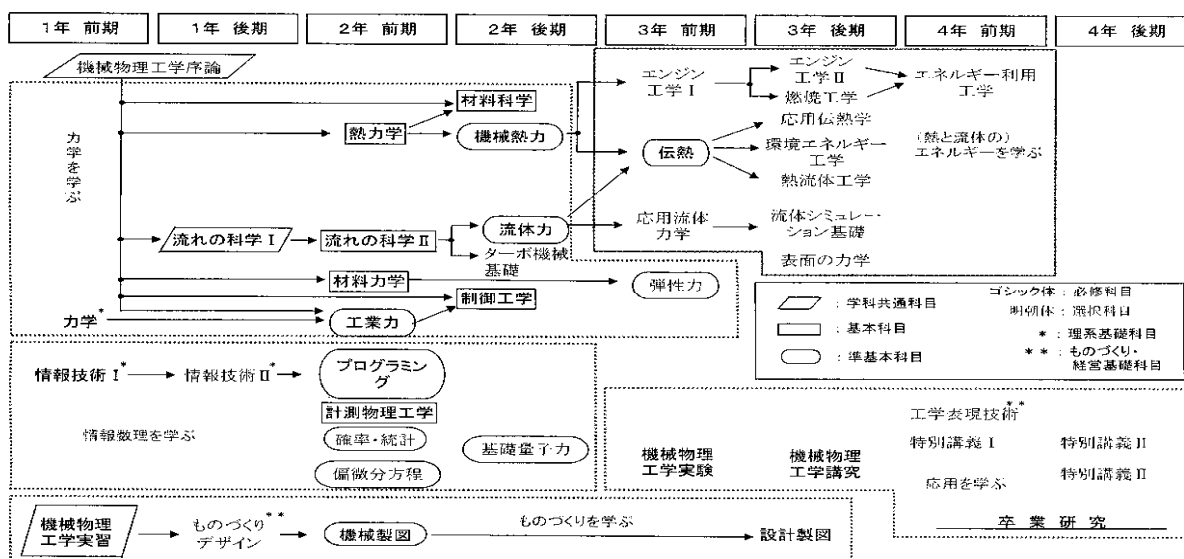 1年 前期
1年 後期
2年 前期
2年 後期
3年 前期
3年 後期
4年 前期
4年 後期
機械物理工学序論
力学を学ぶ
材料科学
熱力学
機械熱力
流れの科学Ⅰ
流れの科学Ⅱ
流体力
ターボ機械
基礎
材料力学
弾性力
制御工学
力学*
工業力
エンジン
工学Ⅰ
エンジン
工学Ⅱ
燃焼工学
エネルギー利用
工学
応用伝熱学
伝熱
環境エネルギー
工学
(熱と流体の)
エネルギーを学ぶ
熱流体工学
応用流体
力学
流体シミュレー
ション基礎
表面の力学
:学科共通科目
:基本科目
:準基本科目
ゴシック体:必修科目
明朝体:選択科目
*:理系基礎科目
**:ものづくり・
経営基礎科目
情報技術Ⅰ*
情報技術Ⅱ*
プログラミン
グ
計測物理工学
情報数理を学ぶ
確率・統計
基礎量子力
偏微分方程
工学表現技術**
機械物理
工学実験
機械物理
工学講究
特別講義Ⅰ
特別講義Ⅱ
応用を学ぶ
特別講義Ⅱ
卒業研究
機械物理
工学実習
ものづくり**
デザイン
機械製図
ものづくりを学ぶ
設計製図